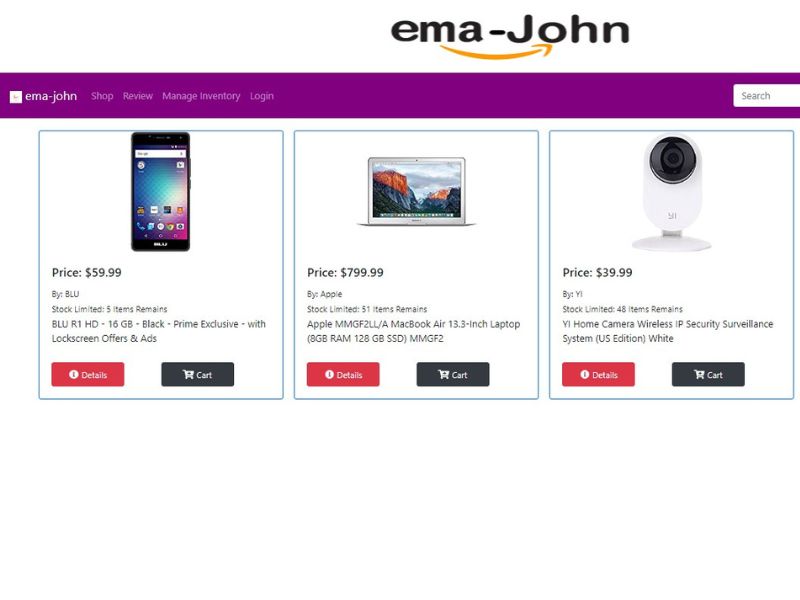 ema-John
ema-john Shop Review Manage Inventory Login Search
BLU
YI
Price: $59.99
By: BLU
Stock Limited: 5 Items Remains
BLU R1 HD - 16 GB - Black - Prime Exclusive - with
Lockscreen Offers & Ads
Details Cart
Price: $799.99
By: Apple
Stock Limited: 51 Items Remains
Apple MMGF2LL/A MacBook Air 13.3-Inch Laptop
(8GB RAM 128 GB SSD) MMGF2
Details Cart
Price: $39.99
By: YI
Stock Limited: 48 Items Remains
YI Home Camera Wireless IP Security Surveillance
System (US Edition) White
Details Cart